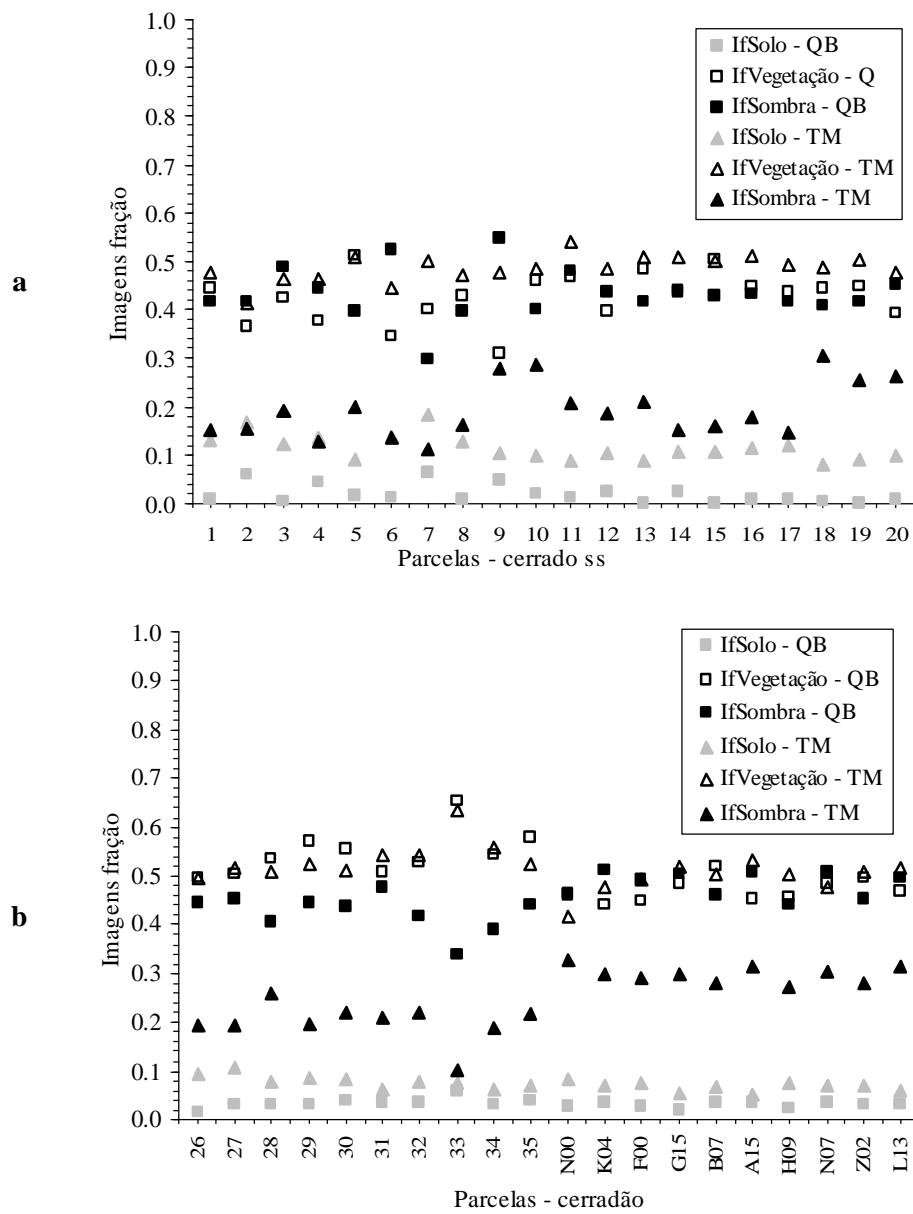 a
Imagens fração
1.0
0.9
0.8
0.7
0.6
0.5
0.4
0.3
0.2
0.1
0.0
IfSolo - QB
IfVegetação - Q
IfSombra - QB
IfSolo - TM
IfVegetação - TM
IfSombra - TM
1 2 3 4 5 6 7 8 9 10 11 12 13 14 15 16 17 18 19 20
Parcelas - cerrado ss
b
Imagens fração
1.0
0.9
0.8
0.7
0.6
0.5
0.4
0.3
0.2
0.1
0.0
IfSolo - QB
IfVegetação - QB
IfSombra - QB
IfSolo - TM
IfVegetação - TM
IfSombra - TM
26 27 28 29 30 31 32 33 34 35 N00 K04 F00 G15 B07 A15 H09 N07 Z02 L13
Parcelas - cerradão